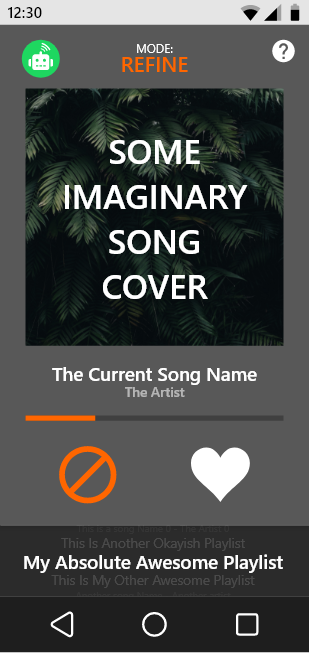 12:30
MODE:
REFINE
?
SOME
IMAGINARY
SONG
COVER
The Current Song Name
The Artist
This Is Another Okayish Playlist
My Absolute Awesome Playlist
This Is My Other Awesome Playlist